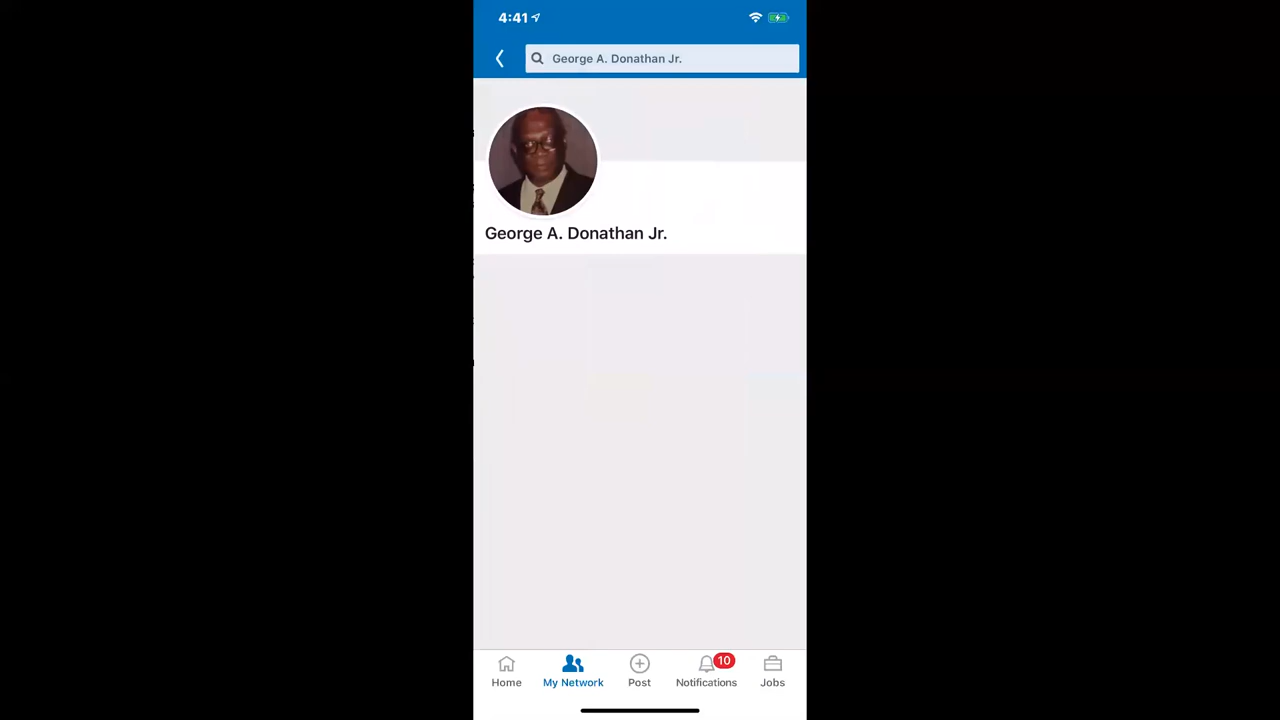 4:41
George A. Donathan Jr.
George A. Donathan Jr.
10
Home
My Network
Post
Notifications
Jobs